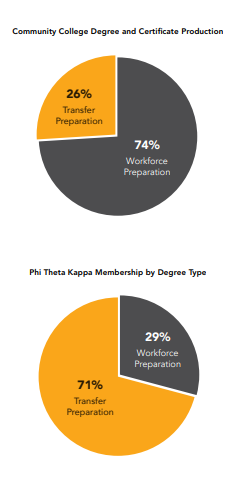 Community College Degree and Certificate Production
26%
Transfer
Preparation
74%
Workforce
Preparation
Phi Theta Kappa Membership by Degree Type
29%
Workforce
Preparation
71%
Transfer
Preparation